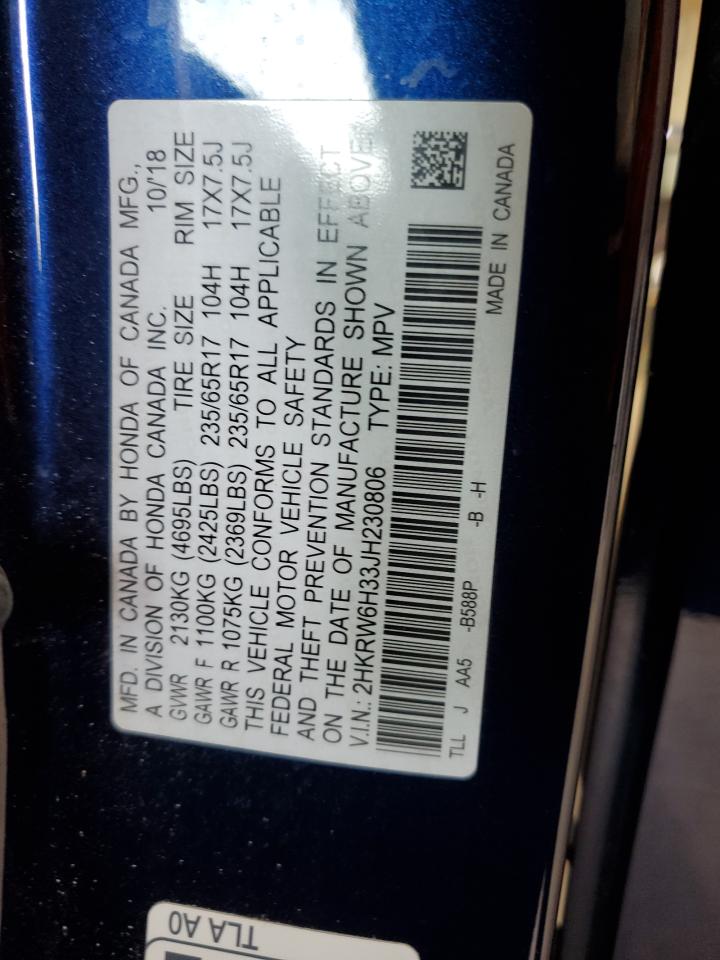 MFD. IN CANADA BY HONDA OF CANADA MFG.,
A DIVISION OF HONDA CANADA INC. 10/'18
GVWR 2130KG (4695LBS) TIRE SIZE RIM SIZE
GAWR F 1100KG (2425LBS) 235/65R17 104H 17X7.5J
GAWR R 1075KG (2369LBS) 235/65R17 104H 17X7.5J
THIS VEHICLE CONFORMS TO ALL APPLICABLE
FEDERAL MOTOR VEHICLE SAFETY
AND THEFT PREVENTION STANDARDS IN EFFECT
ON THE DATE OF MANUFACTURE SHOWN ABOVE.
V.I.N.: 2HKRW6H33JH230806 TYPE: MPV
TLL J AA5 -B588P -B -H MADE IN CANADA
TLA A0